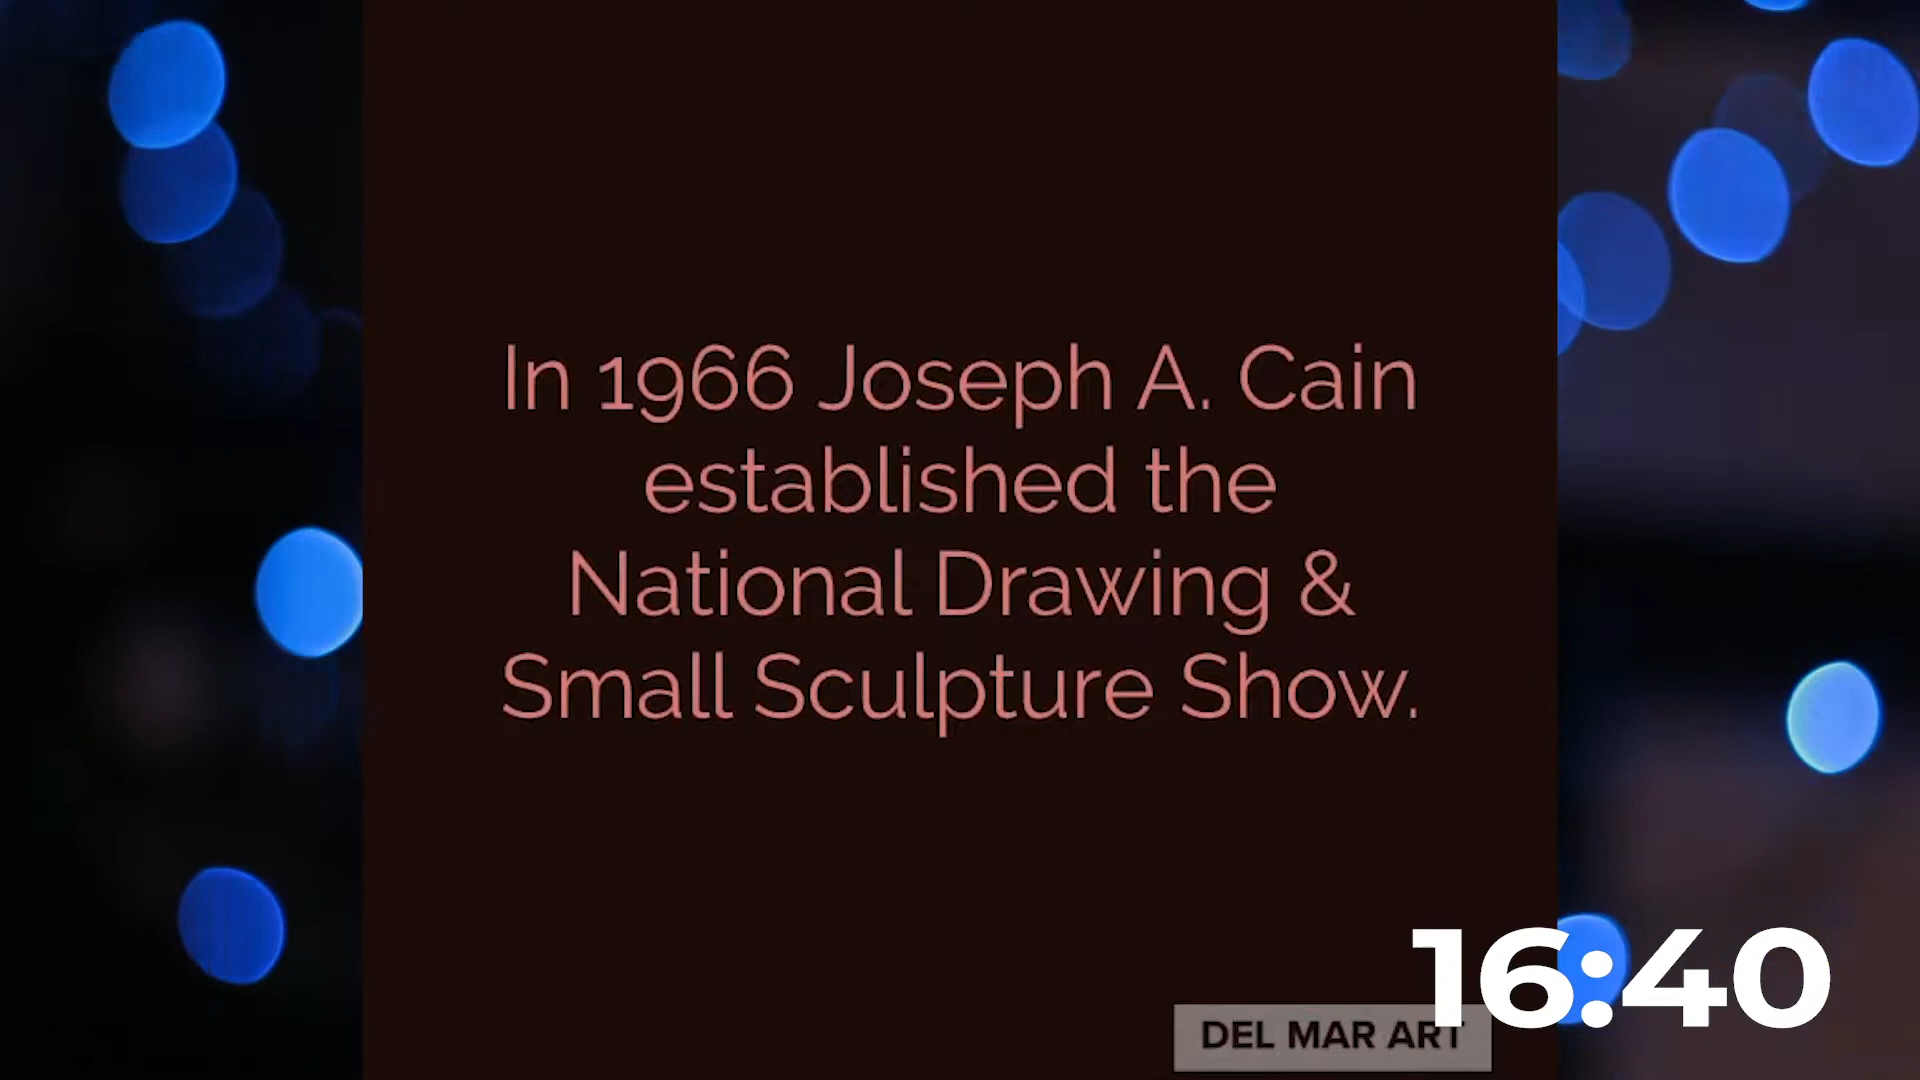 In 1966 Joseph A. Cain
established the
National Drawing &
Small Sculpture Show.
16:40
DEL MAR ART